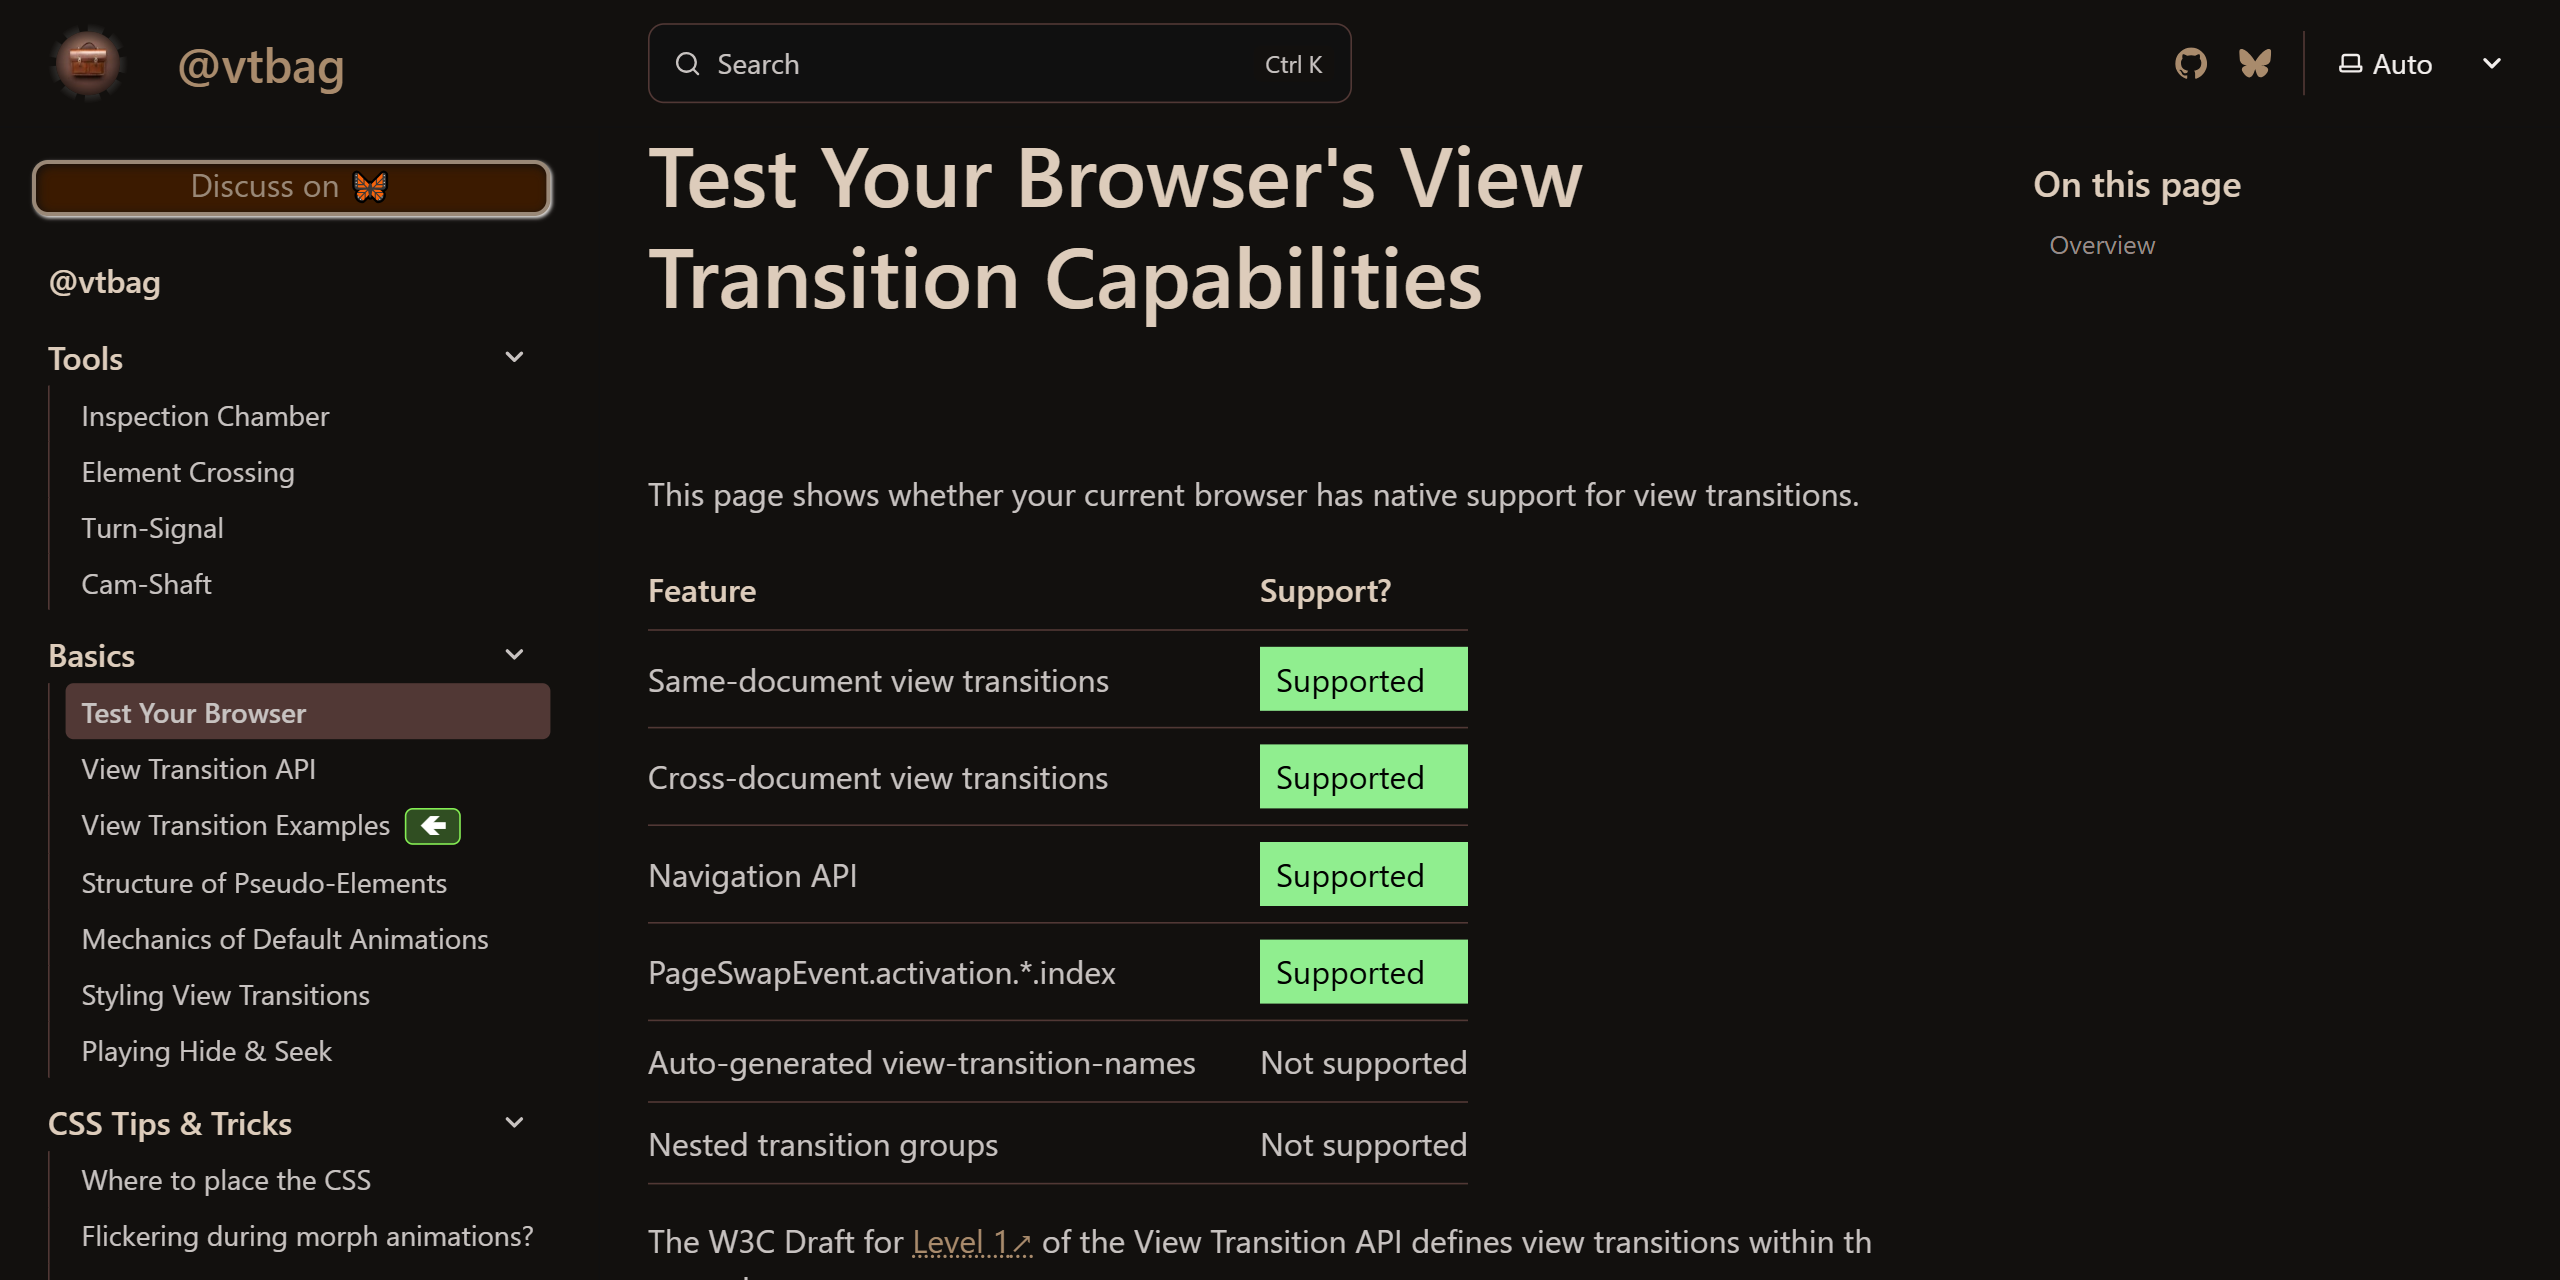 @vtbag
Search
Ctrl K
Auto
Discuss on
@vtbag
Tools
Inspection Chamber
Element Crossing
Turn-Signal
Cam-Shaft
Basics
Test Your Browser
View Transition API
View Transition Examples
Structure of Pseudo-Elements
Mechanics of Default Animations
Styling View Transitions
Playing Hide & Seek
CSS Tips & Tricks
Where to place the CSS
Flickering during morph animations?
Test Your Browser's View
Transition Capabilities
This page shows whether your current browser has native support for view transitions.
Feature Support?
Same-document view transitions Supported
Cross-document view transitions Supported
Navigation API Supported
PageSwapEvent.activation.*.index Supported
Auto-generated view-transition-names Not supported
Nested transition groups Not supported
The W3C Draft for Level 1↗ of the View Transition API defines view transitions within th
On this page
Overview